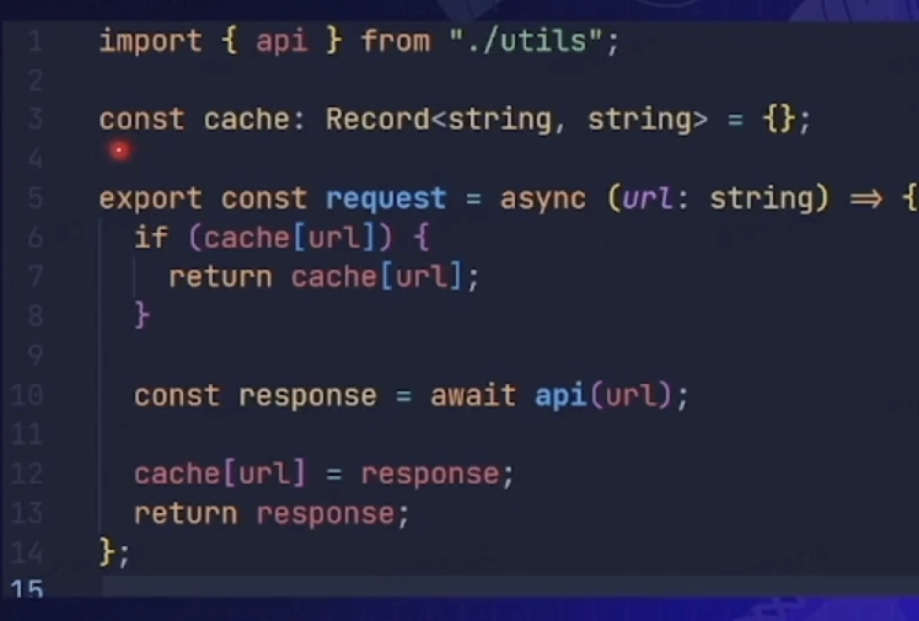 1 import { api } from "./utils";
2
3 const cache: Record<string, string> = {};
4
5 export const request = async (url: string) => {
6 if (cache[url]) {
7 return cache[url];
8 }
9
10 const response = await api(url);
11
12 cache[url] = response;
13 return response;
14 };
15